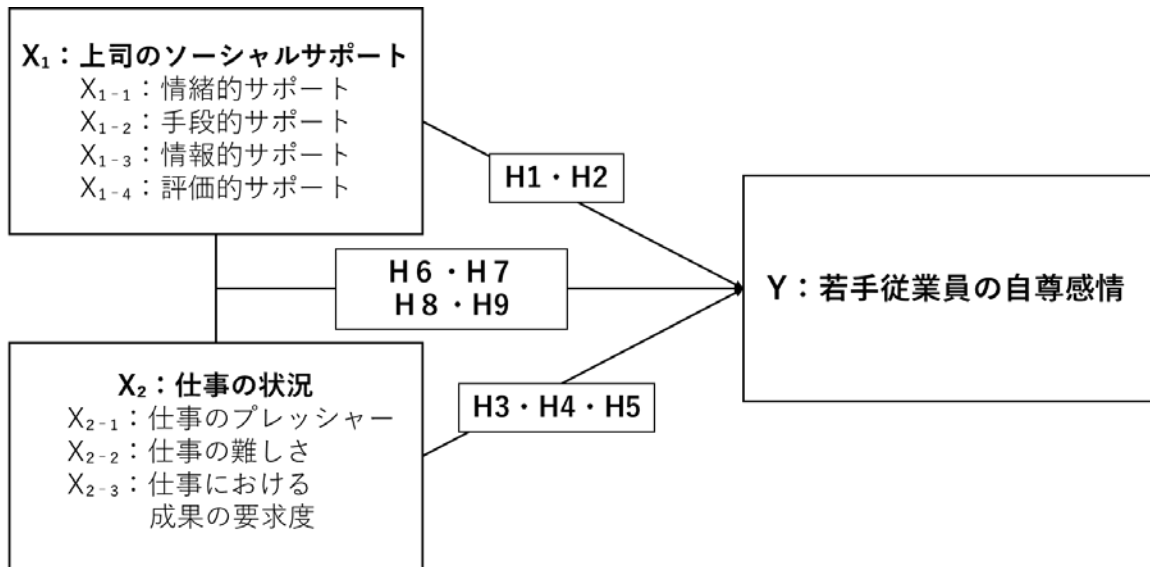 X₁：上司のソーシャルサポート
X₁₋₁：情緒的サポート
X₁₋₂：手段的サポート
X₁₋₃：情報的サポート
X₁₋₄：評価的サポート
H1・H2
H６・H７
H８・H9
Y：若手従業員の自尊感情
X₂：仕事の状況
X₂₋₁：仕事のプレッシャー
X₂₋₂：仕事の難しさ
X₂₋₃：仕事における
成果の要求度
H3・H4・H5